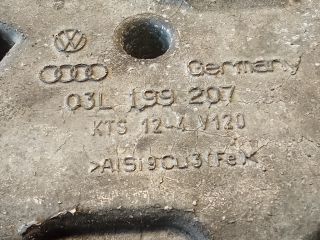 Germany
03L 199 207
KTS 12-4 V120
>AlSi9Cu3(Fe)<